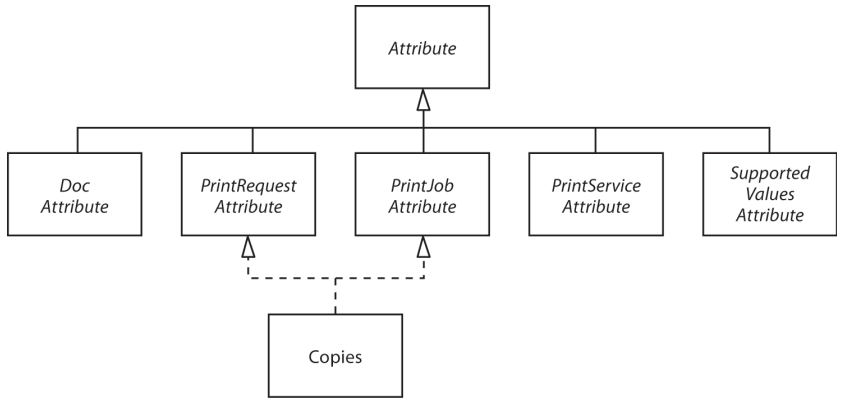 Attribute
Doc
Attribute
PrintRequest
Attribute
PrintJob
Attribute
PrintService
Attribute
Supported
Values
Attribute
Copies